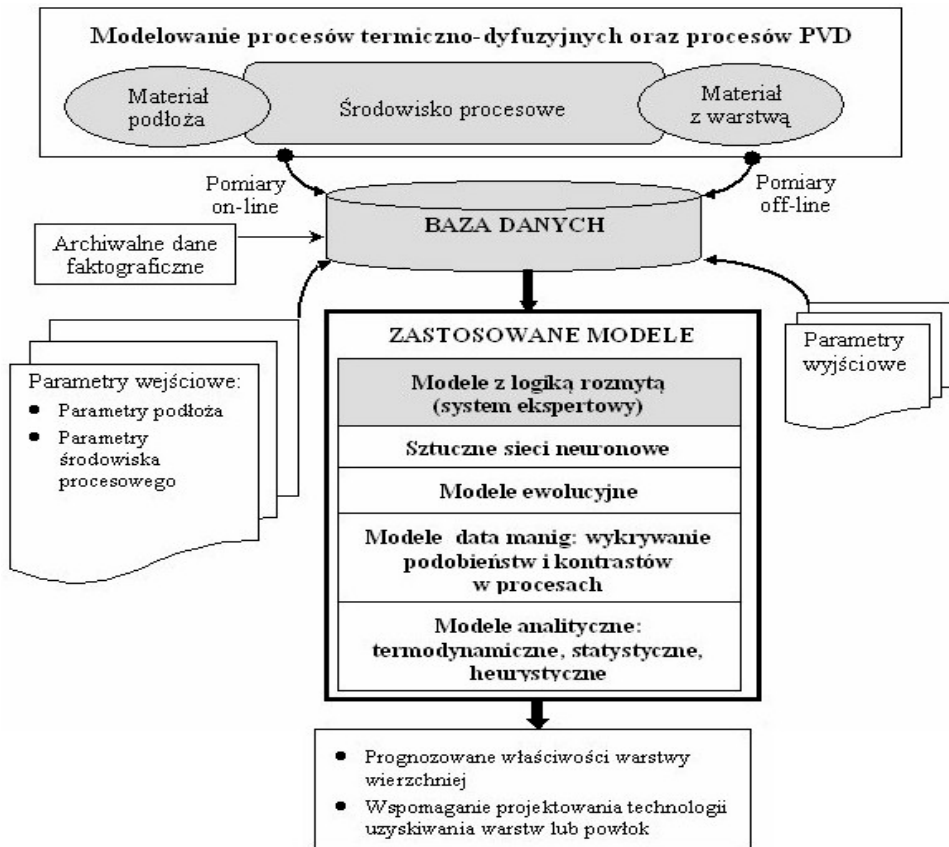 Modelowanie procesów termiczno-dyfuzyjnych oraz procesów PVD
Materiał
podłoża
Środowisko procesowe
Materiał
z warstwą
Pomiary
on-line
Pomiary
off-line
BAZA DANYCH
Archiwalne dane
faktograficzne
Parametry wejściowe:
● Parametry podłoża
● Parametry
środowiska
procesowego
Parametry
wyjściowe
ZASTOSOWANE MODELE
Modele z logiką rozmytą
(system ekspertowy)
Sztuczne sieci neuronowe
Modele ewolucyjne
Modele data manig: wykrywanie
podobieństw i kontrastów
w procesach
Modele analityczne:
termodynamiczne, statystyczne,
heurystyczne
● Prognozowane właściwości warstwy
wierzchniej
● Wspomaganie projektowania technologii
uzyskiwania warstw lub powłok